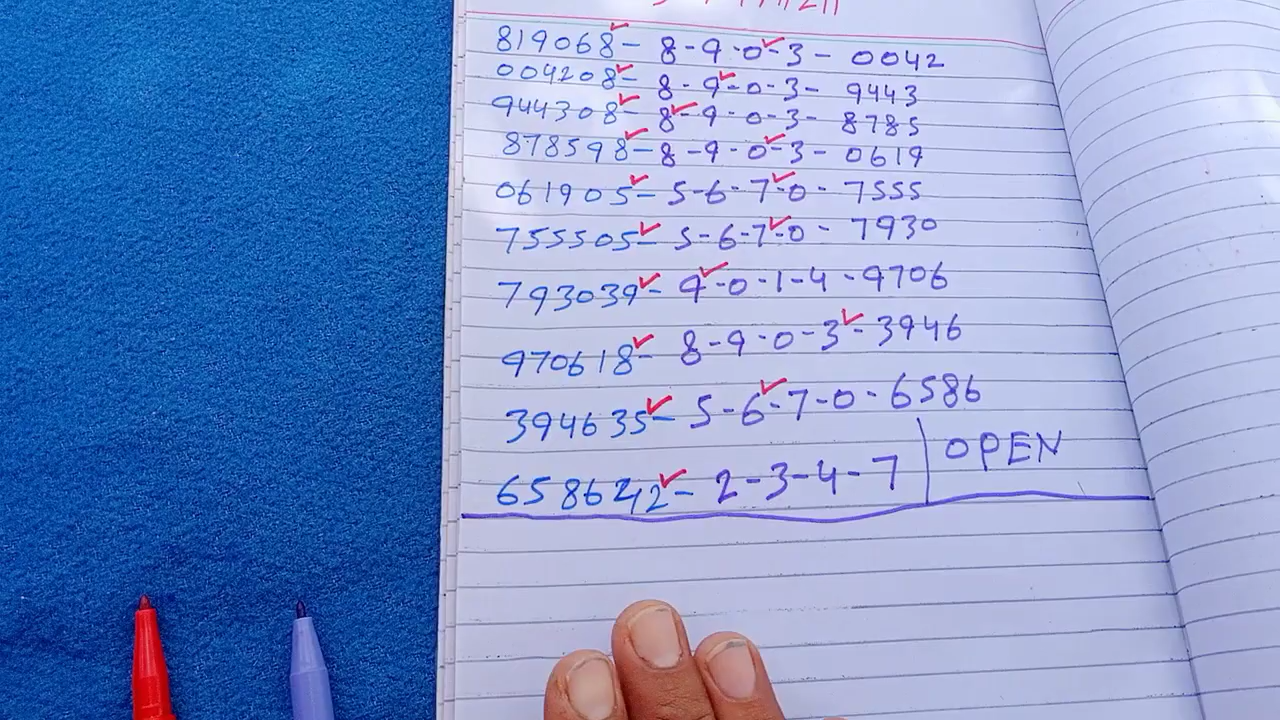 819068 - 8-9-0-3 - 0042
004208 - 8-9-0-3 - 9443
944308 - 8-9-0-3 - 8785
878598 - 8-9-0-3 - 0619
061905 - 5-6-7-0 - 7555
755505 - 5-6-7-0 - 7930
793039 - 9-0-1-4 - 9706
970618 - 8-9-0-3 - 3946
394635 - 5-6-7-0 - 6586
6586212 - 2-3-4-7 | OPEN